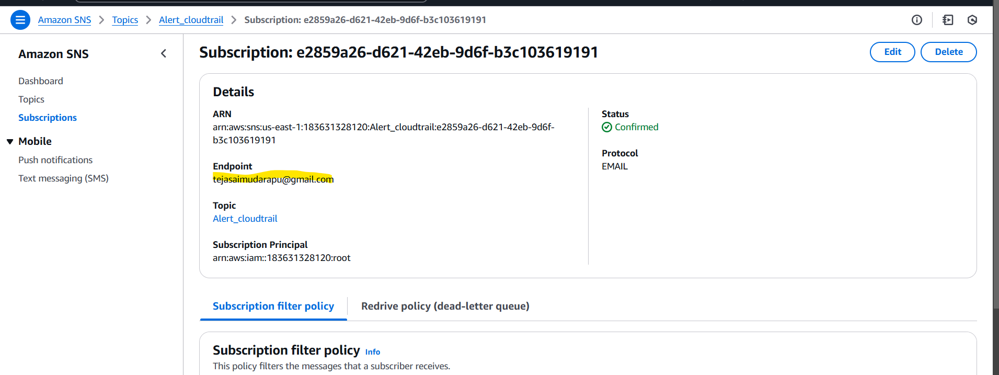 Amazon SNS > Topics > Alert_cloudtrail > Subscription: e2859a26-d621-42eb-9d6f-b3c103619191
Amazon SNS
Dashboard
Topics
Subscriptions
Mobile
Push notifications
Text messaging (SMS)
Subscription: e2859a26-d621-42eb-9d6f-b3c103619191
Edit
Delete
Details
ARN
arn:aws:sns:us-east-1:183631328120:Alert_cloudtrail:e2859a26-d621-42eb-9d6f-
b3c103619191
Endpoint
tejasaimudarapu@gmail.com
Topic
Alert_cloudtrail
Subscription Principal
arn:aws:iam::183631328120:root
Status
Confirmed
Protocol
EMAIL
Subscription filter policy
Redrive policy (dead-letter queue)
Subscription filter policy Info
This policy filters the messages that a subscriber receives.